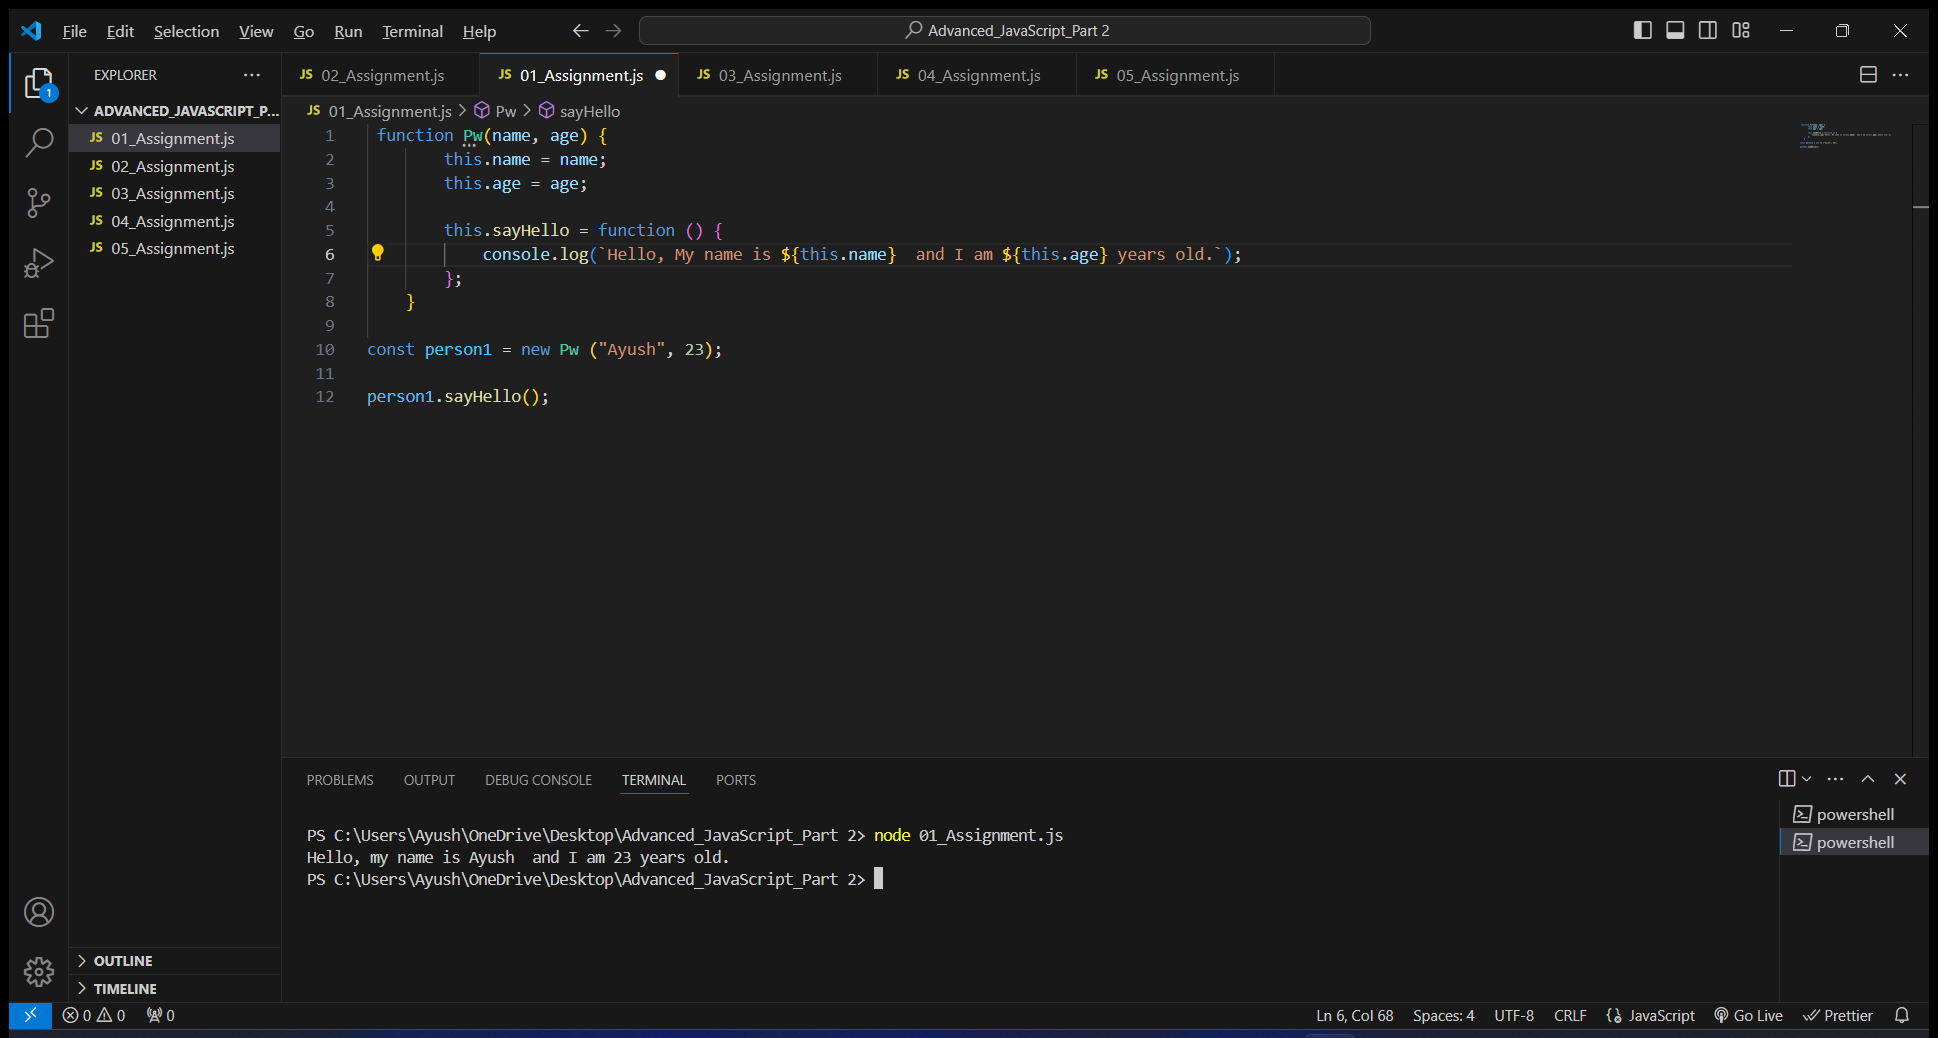 File Edit Selection View Go Run Terminal Help
Advanced_JavaScript_Part 2
EXPLORER
ADVANCED_JAVASCRIPT_P...
JS 01_Assignment.js
JS 02_Assignment.js
JS 03_Assignment.js
JS 04_Assignment.js
JS 05_Assignment.js
1
JS 02_Assignment.js JS 01_Assignment.js JS 03_Assignment.js JS 04_Assignment.js JS 05_Assignment.js
JS 01_Assignment.js > Pw > sayHello
1 function Pw(name, age) {
2 this.name = name;
3 this.age = age;
4
5 this.sayHello = function () {
6 console.log(`Hello, My name is ${this.name}  and I am ${this.age} years old.`);
7 };
8 }
9
10 const person1 = new Pw ("Ayush", 23);
11
12 person1.sayHello();
PROBLEMS OUTPUT DEBUG CONSOLE TERMINAL PORTS
PS C:\Users\Ayush\OneDrive\Desktop\Advanced_JavaScript_Part 2> node 01_Assignment.js
Hello, my name is Ayush  and I am 23 years old.
PS C:\Users\Ayush\OneDrive\Desktop\Advanced_JavaScript_Part 2>
powershell
powershell
OUTLINE
TIMELINE
0 0 0
Ln 6, Col 68 Spaces: 4 UTF-8 CRLF JavaScript Go Live Prettier